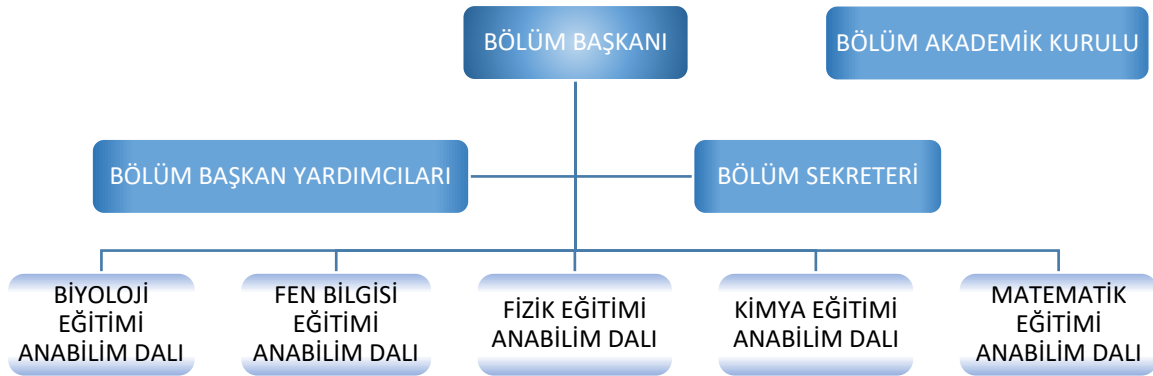 BÖLÜM BAŞKANI
BÖLÜM AKADEMİK KURULU
BÖLÜM BAŞKAN YARDIMCILARI
BÖLÜM SEKRETERİ
BİYOLOJİ
EĞİTİMİ
ANABİLİM DALI
FEN BİLGİSİ
EĞİTİMİ
ANABİLİM DALI
FİZİK EĞİTİMİ
ANABİLİM DALI
KİMYA EĞİTİMİ
ANABİLİM DALI
MATEMATİK
EĞİTİMİ
ANABİLİM DALI